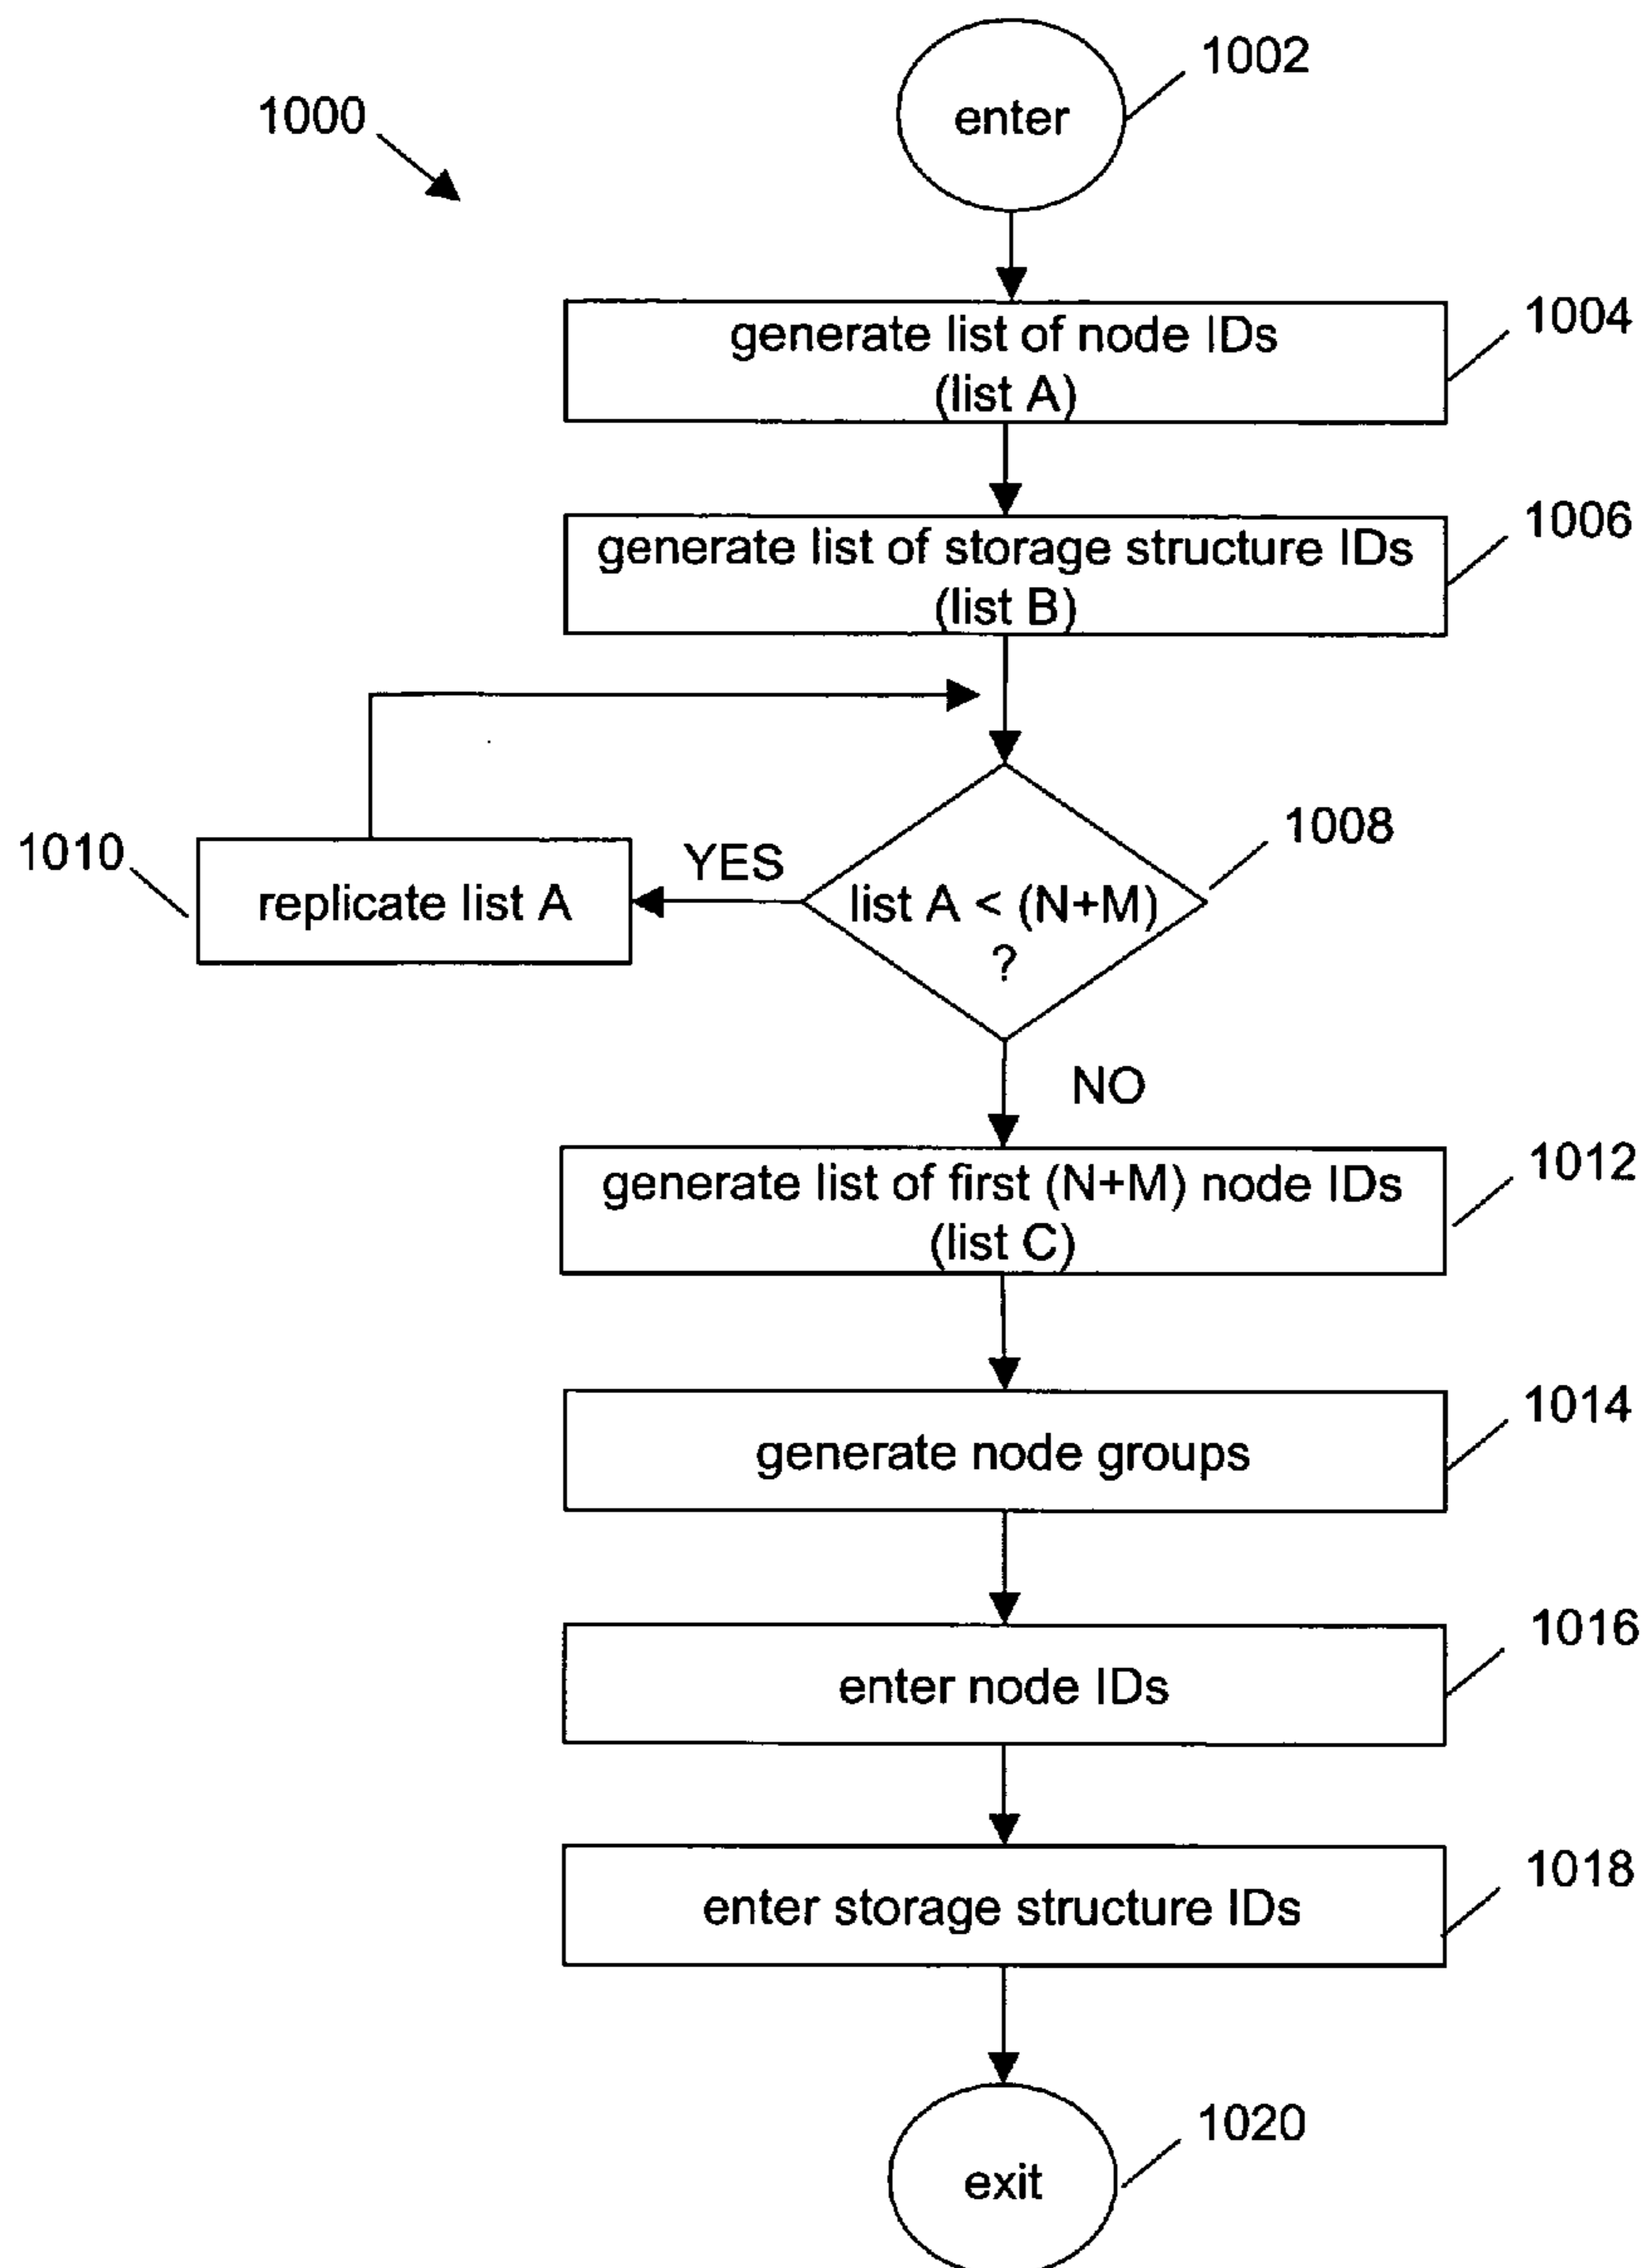 1002
enter
1000
1004
generate list of node IDs
(list A)
1006
generate list of storage structure IDs
(list B)
1008
1010
YES
replicate list A
list A < (N+M)
?
NO
1012
generate list of first (N+M) node IDs
(list C)
1014
generate node groups
1016
enter node IDs
1018
enter storage structure IDs
1020
exit